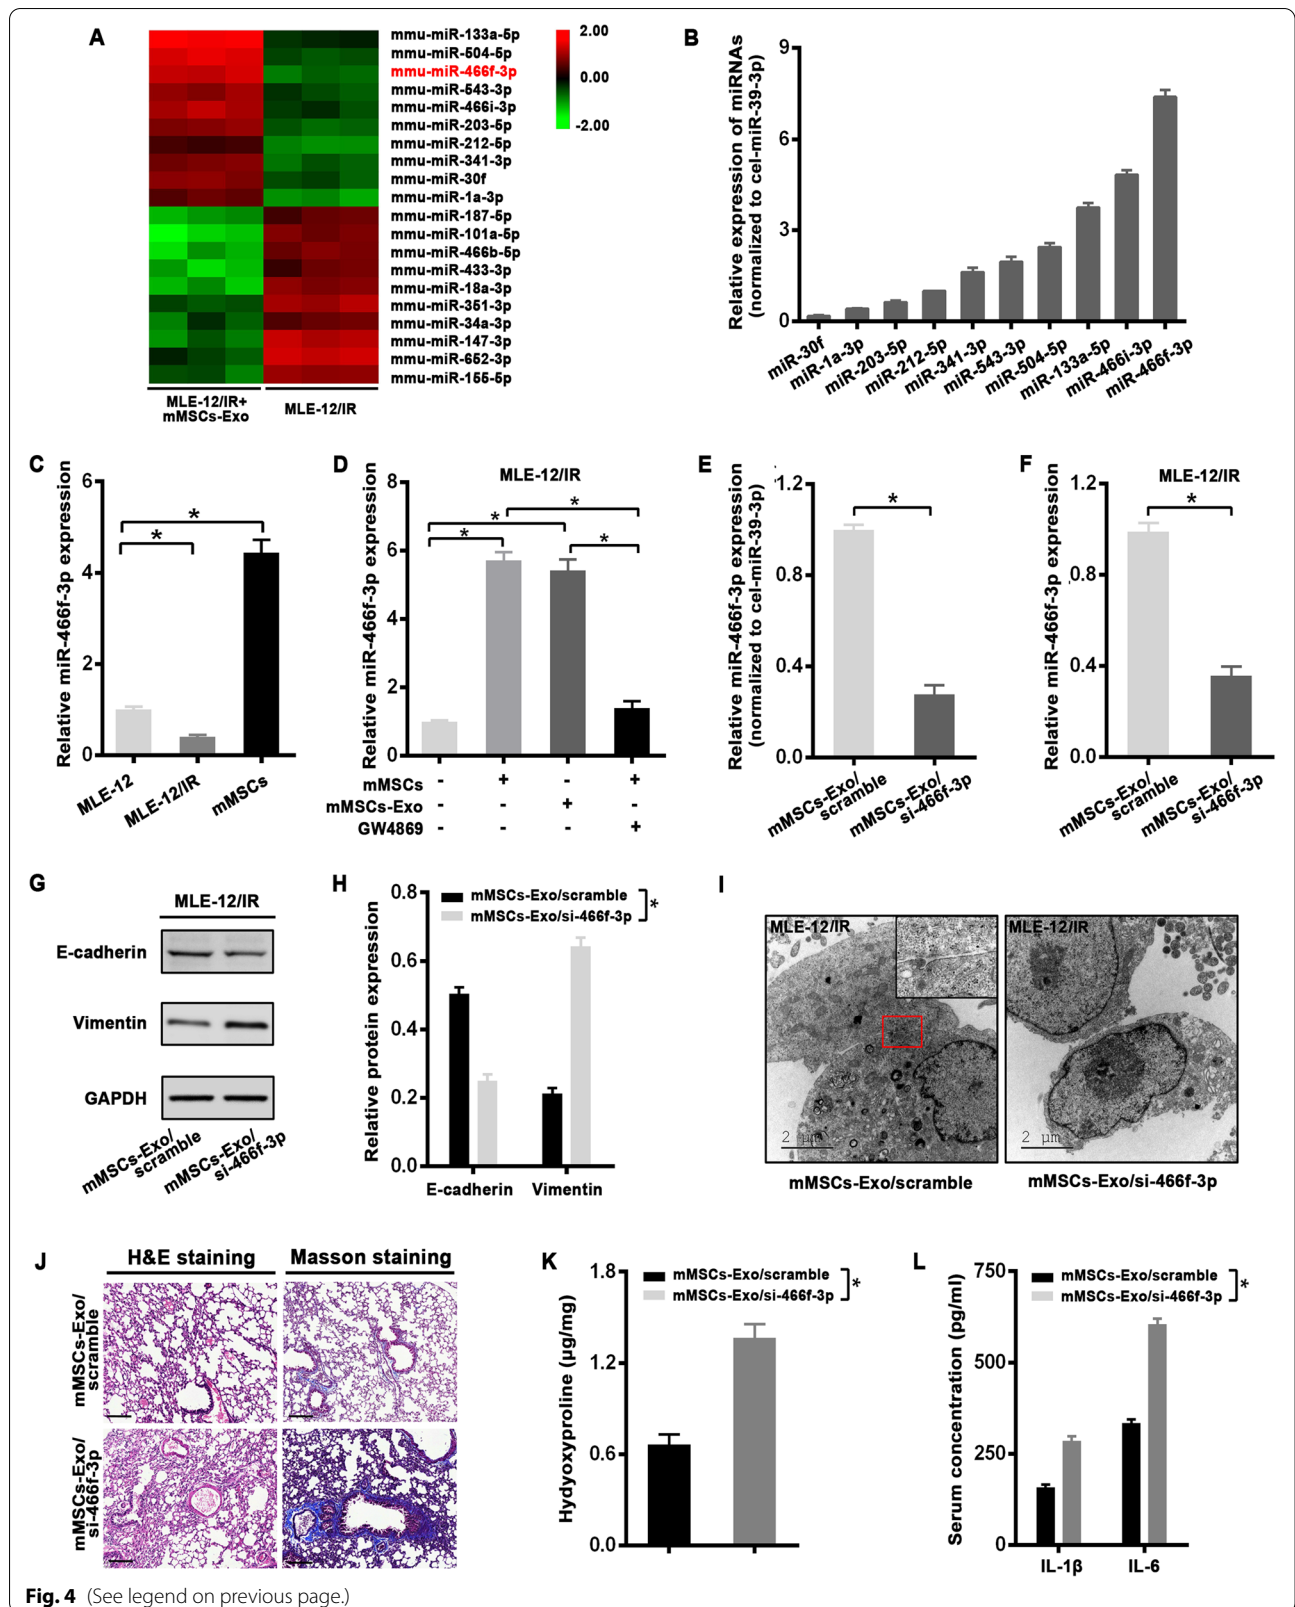 A
mmu-miR-133a-5p
mmu-miR-504-5p
mmu-miR-466f-3p
mmu-miR-543-3p
mmu-miR-466i-3p
mmu-miR-203-5p
mmu-miR-212-5p
mmu-miR-341-3p
mmu-miR-30f
mmu-miR-1a-3p
mmu-miR-187-5p
mmu-miR-101a-5p
mmu-miR-466b-5p
mmu-miR-433-3p
mmu-miR-18a-3p
mmu-miR-351-3p
mmu-miR-34a-3p
mmu-miR-147-3p
mmu-miR-652-3p
mmu-miR-155-5p
2.00
0.00
-2.00
MLE-12/IR+
mMSCs-Exo
MLE-12/IR
B
Relative expression of miRNAs
(normalized to cel-miR-39-3p)
9
6
3
0
miR-30f
miR-1a-3p
miR-203-5p
miR-212-5p
miR-341-3p
miR-543-3p
miR-504-5p
miR-133a-5p
miR-466i-3p
miR-466f-3p
C
Relative miR-466f-3p expression
6
4
2
0
*
*
MLE-12
MLE-12/IR
mMSCs
D
MLE-12/IR
Relative miR-466f-3p expression
8
6
4
2
0
*
*
*
*
mMSCs - + - +
mMSCs-Exo - - + -
GW4869 - - - +
E
Relative miR-466f-3p expression
(normalized to cel-miR-39-3p)
1.2
0.8
0.4
0.0
*
mMSCs-Exo/
scramble
mMSCs-Exo/
si-466f-3p
F
MLE-12/IR
Relative miR-466f-3p expression
1.2
0.8
0.4
0.0
*
mMSCs-Exo/
scramble
mMSCs-Exo/
si-466f-3p
G
MLE-12/IR
E-cadherin
Vimentin
GAPDH
mMSCs-Exo/
scramble
mMSCs-Exo/
si-466f-3p
H
Relative protein expression
0.8
0.6
0.4
0.2
0.0
mMSCs-Exo/scramble
mMSCs-Exo/si-466f-3p
*
E-cadherin
Vimentin
I
MLE-12/IR
MLE-12/IR
2 μm
2 μm
mMSCs-Exo/scramble
mMSCs-Exo/si-466f-3p
J
H&E staining
Masson staining
mMSCs-Exo/
scramble
mMSCs-Exo/
si-466f-3p
K
Hydyoxyproline (μg/mg)
1.8
1.2
0.6
0.0
mMSCs-Exo/scramble
mMSCs-Exo/si-466f-3p
*
L
Serum concentration (pg/ml)
750
500
250
0
mMSCs-Exo/scramble
mMSCs-Exo/si-466f-3p
*
IL-1β
IL-6
Fig. 4 (See legend on previous page.)